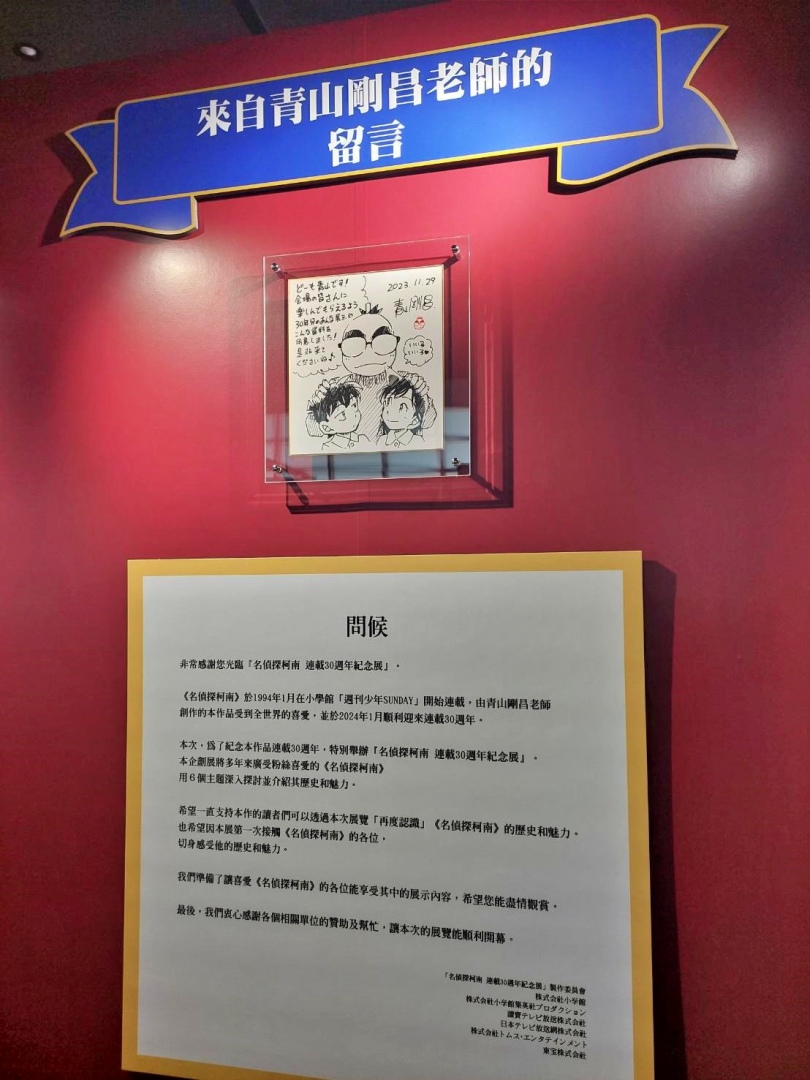 來自青山剛昌老師的
留言
どーも青山です!
会場の皆さんに
楽しんでもらえるよう
30年分のあんな展示や
こんな資料を
用意しました!
是非来て
くださいね♪
2023.11.29
青山剛昌
いいコ
いいコ♥
問候
非常感謝您光臨『名偵探柯南 連載30週年紀念展』。
《名偵探柯南》於1994年1月在小學館「週刊少年SUNDAY」開始連載,由青山剛昌老師
創作的本作品受到全世界的喜愛,並於2024年1月順利迎來連載30週年。
本次,爲了紀念本作品連載30週年,特別舉辦『名偵探柯南 連載30週年紀念展』。
本企劃展將多年來廣受粉絲喜愛的《名偵探柯南》
用6個主題深入探討並介紹其歷史和魅力。
希望一直支持本作的讀者們可以透過本次展覽「再度認識」《名偵探柯南》的歷史和魅力。
也希望因本展第一次接觸《名偵探柯南》的各位,
切身感受他的歷史和魅力。
我們準備了讓喜愛《名偵探柯南》的各位能享受其中的展示內容,希望您能盡情觀賞。
最後,我們衷心感謝各個相關單位的贊助及幫忙,讓本次的展覽能順利開幕。
「名偵探柯南 連載30週年紀念展」製作委員會
株式会社小学館
株式会社小学館集英社プロダクション
讀賣テレビ放送株式会社
日本テレビ放送網株式会社
株式会社トムス・エンタテインメント
東宝株式会社